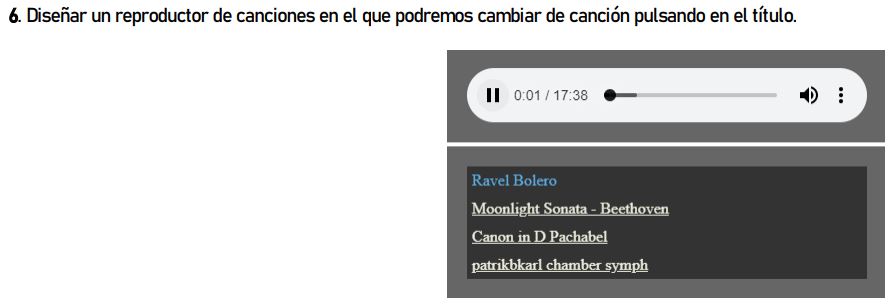 6. Diseñar un reproductor de canciones en el que podremos cambiar de canción pulsando en el título.
0:01 / 17:38
Ravel Bolero
Moonlight Sonata - Beethoven
Canon in D Pachabel
patrikbkarl chamber symph